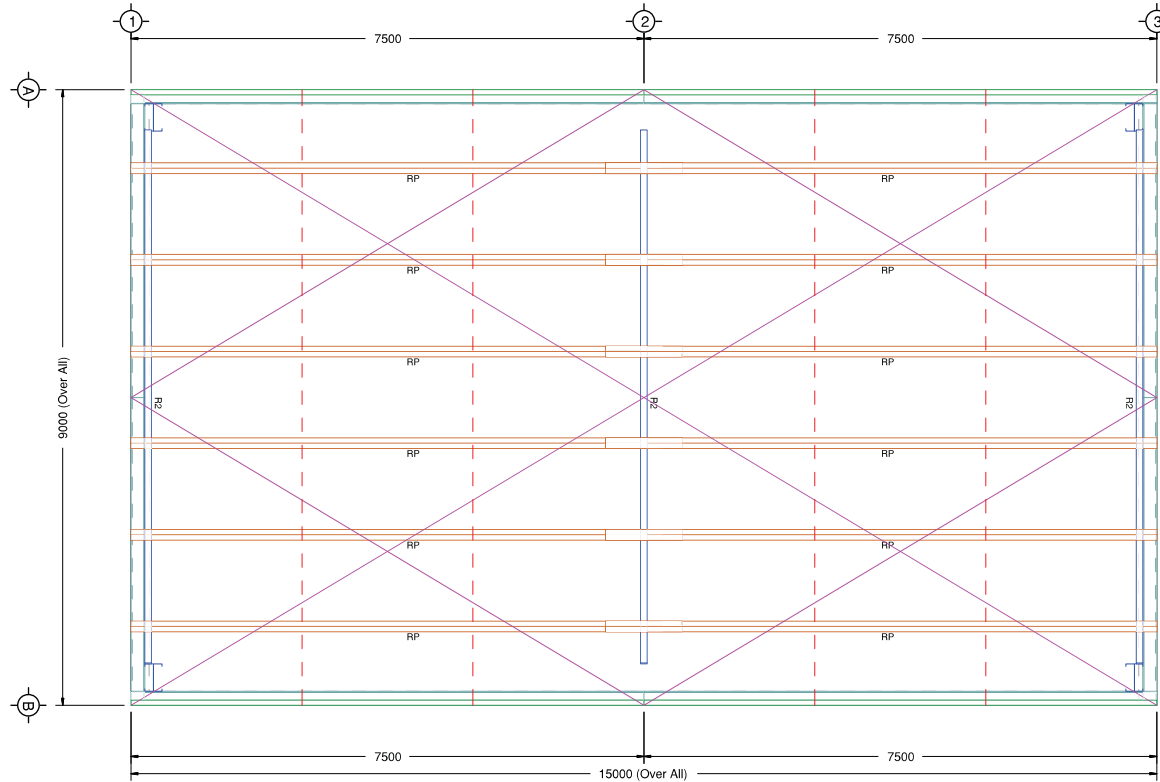 1 2 3
7500 7500
A
RP RP
RP RP
RP RP
9000 (Over All)
R2 R2 R2
RP RP
RP RP
RP RP
B
7500 7500
15000 (Over All)